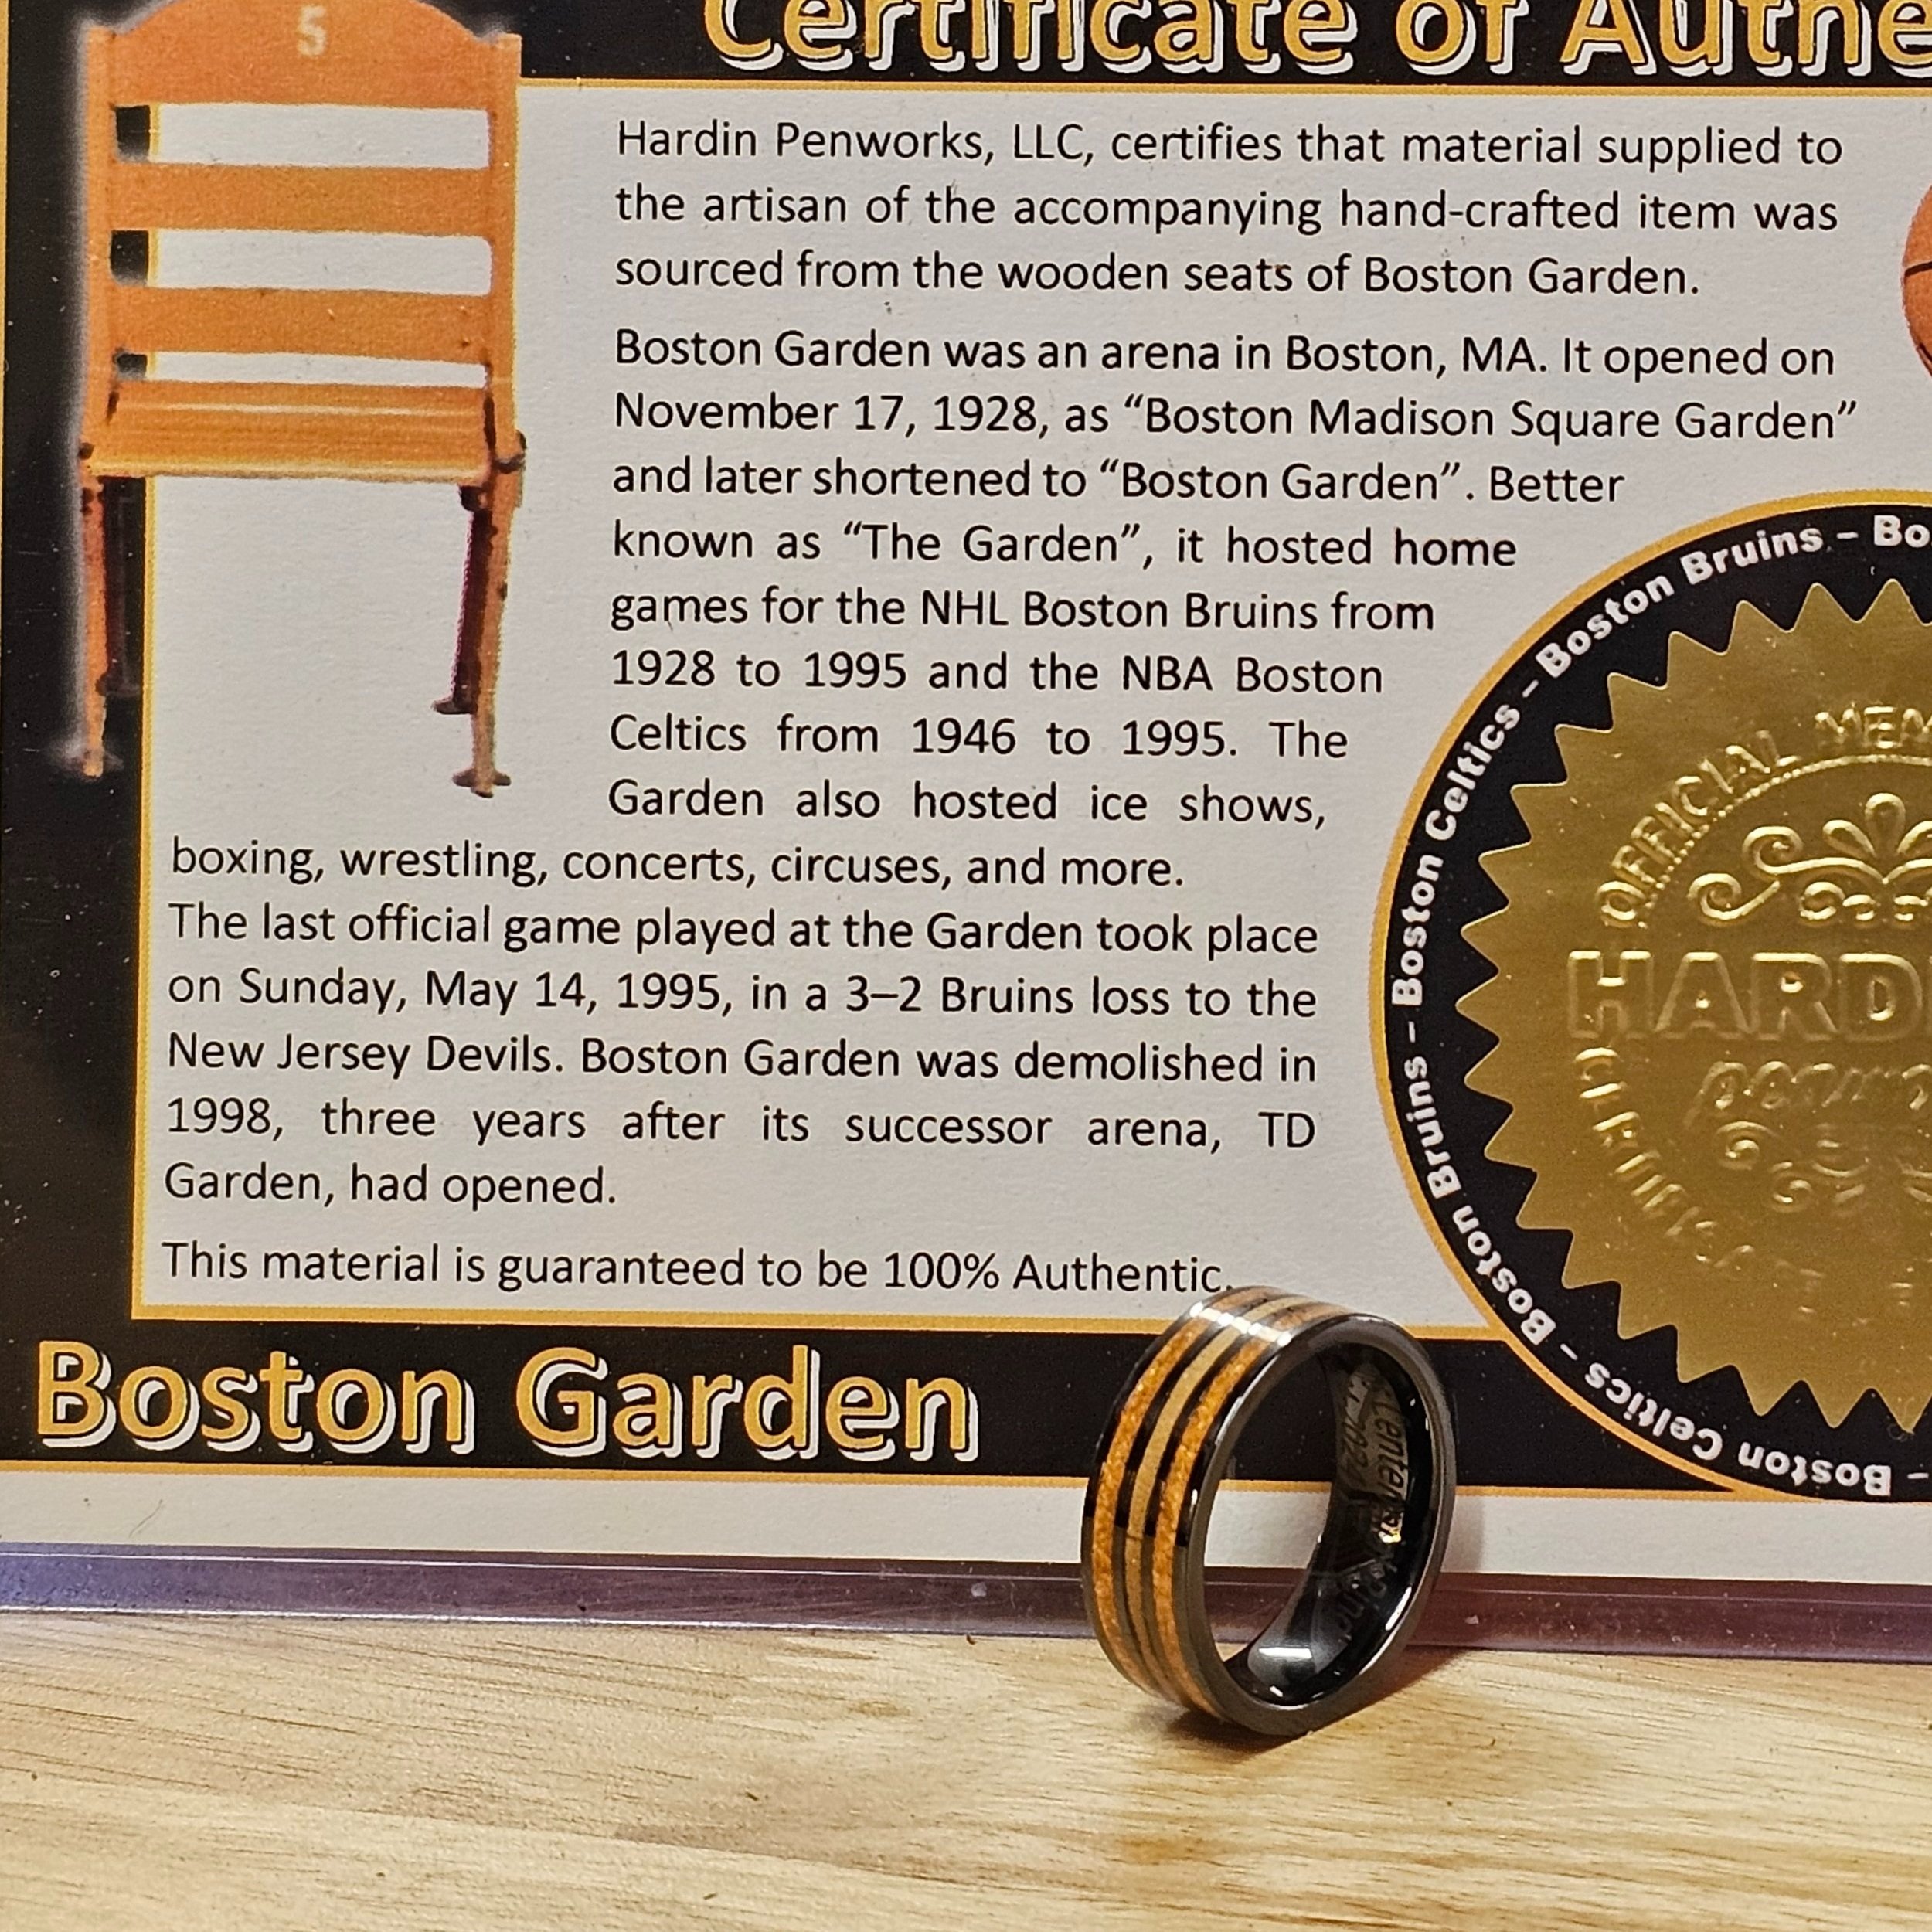 5
Certificate of Authe
Hardin Penworks, LLC, certifies that material supplied to
the artisan of the accompanying hand-crafted item was
sourced from the wooden seats of Boston Garden.
Boston Garden was an arena in Boston, MA. It opened on
November 17, 1928, as “Boston Madison Square Garden”
and later shortened to “Boston Garden”. Better
known as “The Garden”, it hosted home
games for the NHL Boston Bruins from
1928 to 1995 and the NBA Boston
Celtics from 1946 to 1995. The
Garden also hosted ice shows,
boxing, wrestling, concerts, circuses, and more.
The last official game played at the Garden took place
on Sunday, May 14, 1995, in a 3–2 Bruins loss to the
New Jersey Devils. Boston Garden was demolished in
1998, three years after its successor arena, TD
Garden, had opened.
This material is guaranteed to be 100% Authentic.
Boston Garden
Boston Celtics – Boston Bruins – Boston Celtics – Boston Bruins – Bo
OFFICIAL MEM
HARD